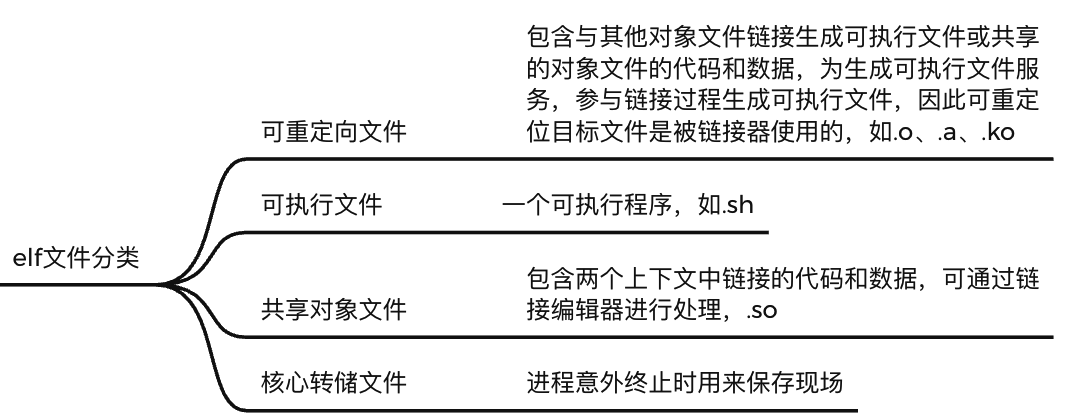 elf文件分类
可重定向文件
包含与其他对象文件链接生成可执行文件或共享
的对象文件的代码和数据，为生成可执行文件服
务，参与链接过程生成可执行文件，因此可重定
位目标文件是被链接器使用的，如.o、.a、.ko
可执行文件
一个可执行程序，如.sh
共享对象文件
包含两个上下文中链接的代码和数据，可通过链
接编辑器进行处理，.so
核心转储文件
进程意外终止时用来保存现场